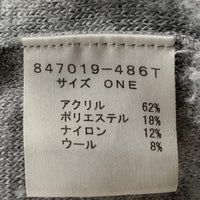 847019-486T
サイズ ONE
アクリル 62%
ポリエステル 18%
ナイロン 12%
ウール 8%